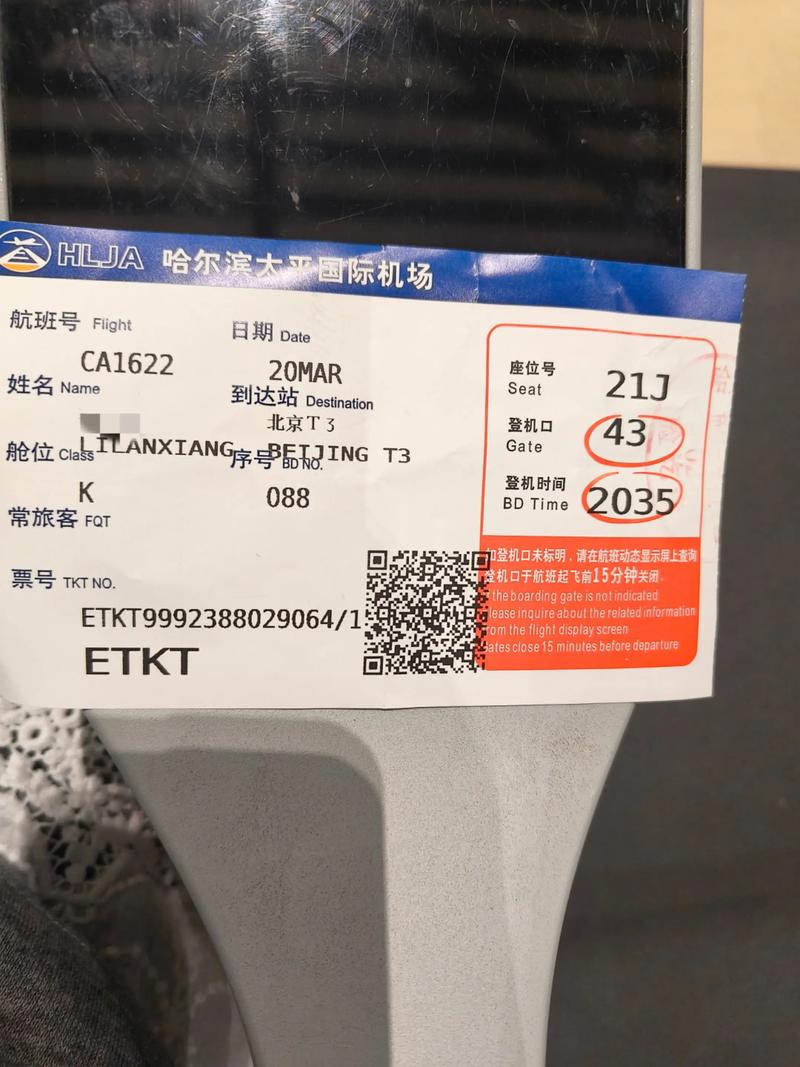 HLJA 哈尔滨太平国际机场
航班号 Flight
CA1622
日期 Date
20MAR
姓名 Name
LILANXIANG
到达站 Destination
北京T3
BEIJING T3
舱位 Class
K
序号 BD NO.
088
常旅客 FQT
票号 TKT NO.
ETKT9992388029064/1
ETKT
座位号
Seat
21J
登机口
Gate
43
登机时间
BD Time
2035
如登机口未标明，请在航班动态显示屏上查询
登机口于航班起飞前15分钟关闭
f the boarding gate is not indicated
lease inquire about the related information
om the flight display screen
ates close 15 minutes before departure